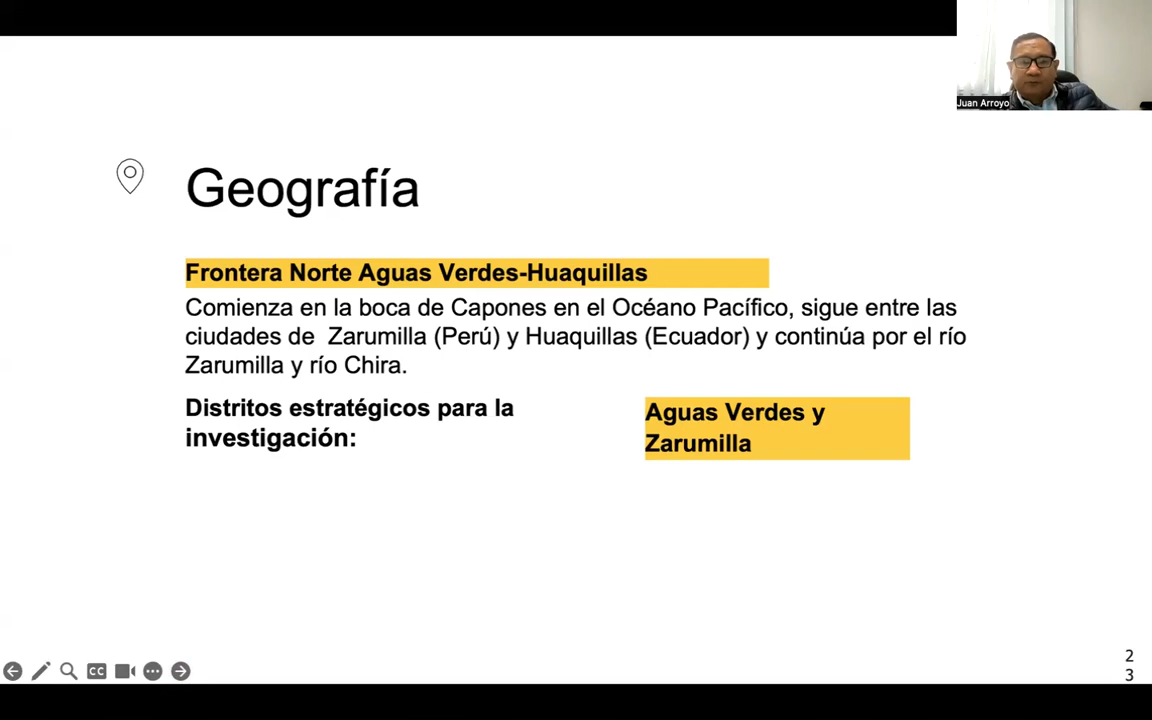 Juan Arroyo
Geografía
Frontera Norte Aguas Verdes-Huaquillas
Comienza en la boca de Capones en el Océano Pacífico, sigue entre las
ciudades de Zarumilla (Perú) y Huaquillas (Ecuador) y continúa por el río
Zarumilla y río Chira.
Distritos estratégicos para la
investigación:
Aguas Verdes y
Zarumilla
CC
2
3